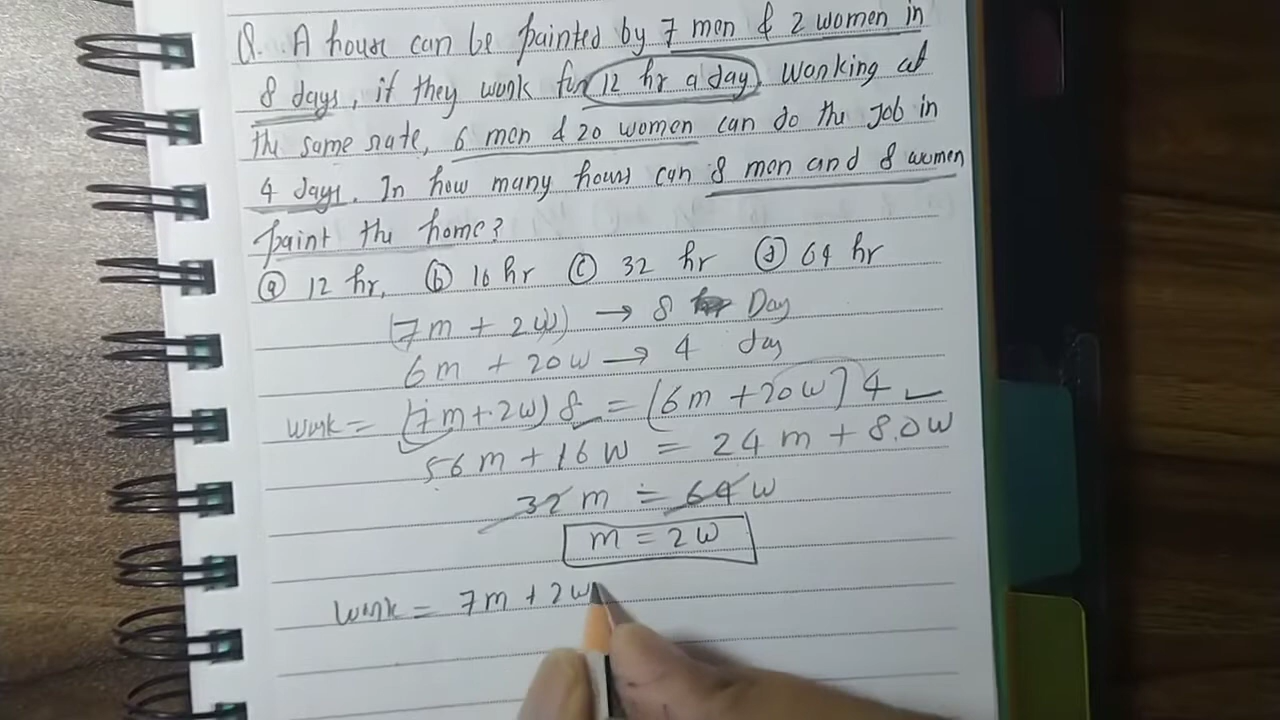 Q. A house can be painted by 7 men & 2 women in
8 days, if they work for 12 hr a day. Working at
the same rate, 6 men & 20 women can do the Job in
4 days. In how many hours can 8 men and 8 women
paint the home?
(a) 12 hr, (b) 16 hr (c) 32 hr (d) 64 hr
(7m + 2w) → 8 Day
6m + 20w → 4 day
Work = (7m + 2w) 8 = (6m + 20w) 4
56m + 16w = 24m + 80w
32m = 64w
m = 2w
Work = 7m + 2w